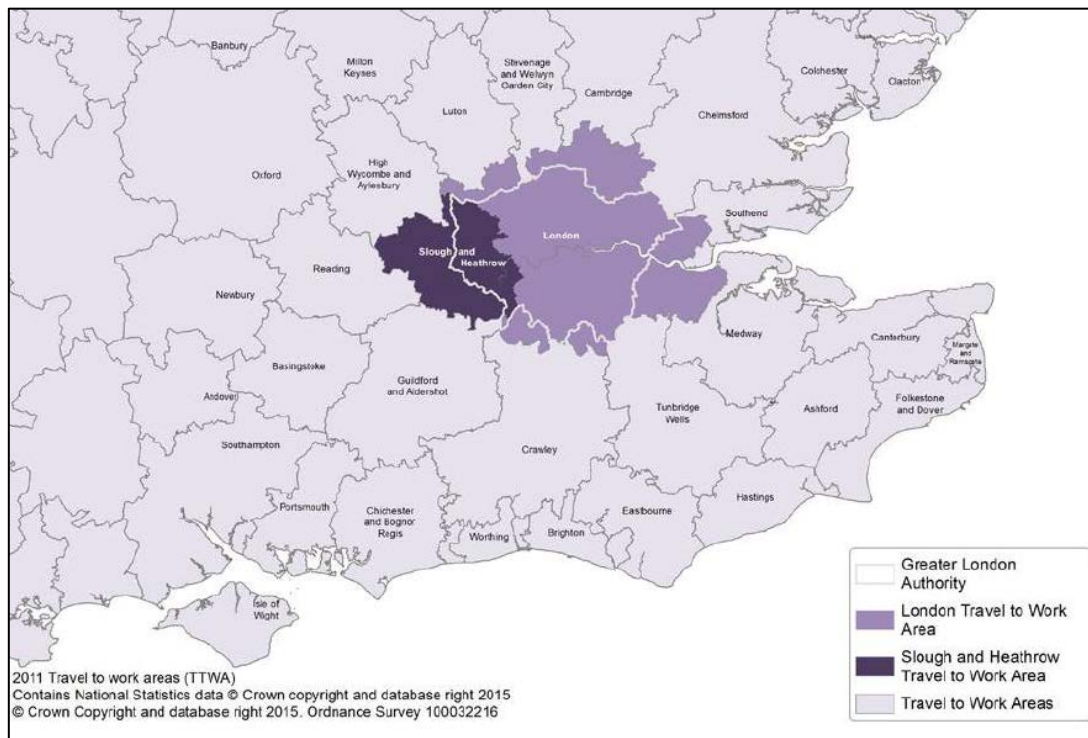 Banbury
Milton
Keynes
Stevenage
and Welwyn
Garden City
Cambridge
Colchester
Clacton
Luton
Chelmsford
High
Wycombe and
Aylesbury
Oxford
Southend
London
Slough and
Heathrow
Reading
Newbury
Medway
Canterbury
Margate
and
Ramsgate
Basingstoke
Guildford
and Aldershot
Andover
Tunbridge
Wells
Ashford
Folkestone
and Dover
Southampton
Crawley
Hastings
Portsmouth
Chichester
and Bognor
Regis
Eastbourne
Worthing
Brighton
Isle of
Wight
Greater London
Authority
London Travel to Work
Area
Slough and Heathrow
Travel to Work Area
Travel to Work Areas
2011 Travel to work areas (TTWA)
Contains National Statistics data © Crown copyright and database right 2015
© Crown Copyright and database right 2015. Ordnance Survey 100032216